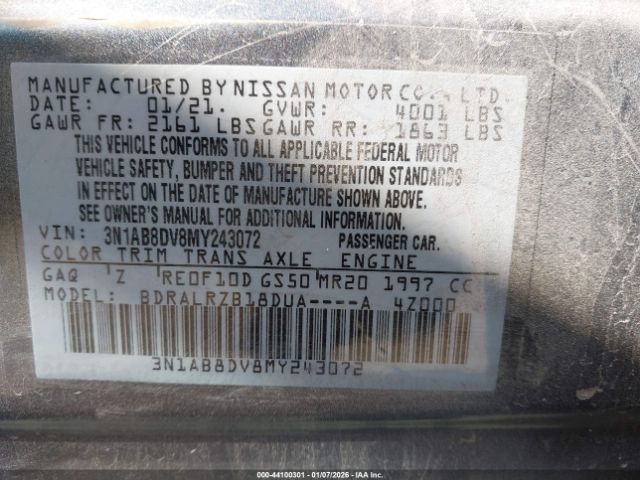 MANUFACTURED BY NISSAN MOTOR CO., LTD.
DATE: 01/21. GVWR: 4001 LBS
GAWR FR: 2161 LBS GAWR RR: 1863 LBS
THIS VEHICLE CONFORMS TO ALL APPLICABLE FEDERAL MOTOR
VEHICLE SAFETY, BUMPER AND THEFT PREVENTION STANDARDS
IN EFFECT ON THE DATE OF MANUFACTURE SHOWN ABOVE.
SEE OWNER'S MANUAL FOR ADDITIONAL INFORMATION.
VIN: 3N1AB8DV8MY243072 PASSENGER CAR.
COLOR TRIM TRANS AXLE ENGINE
GAQ Z RE0F10D GS50 MR20 1997 CC
MODEL: BDRALRZB18DUA----A 4Z000
3N1AB8DV8MY243072
000-44100301 - 01/07/2026 - IAA Inc.